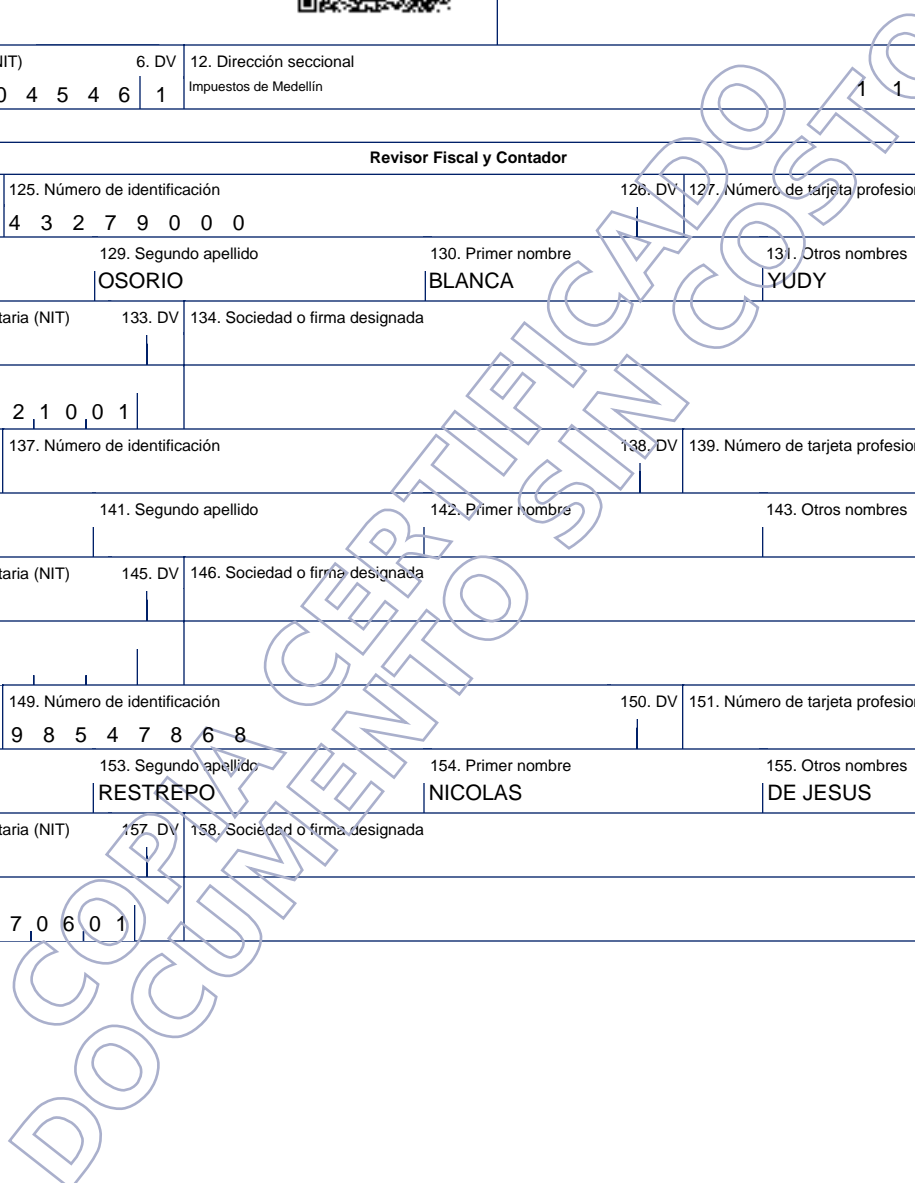 IT) 6. DV 12. Dirección seccional
0 4 5 4 6 1 Impuestos de Medellín 1 1
Revisor Fiscal y Contador
125. Número de identificación 126. DV 127. Número de tarjeta profesion
4 3 2 7 9 0 0 0
129. Segundo apellido 130. Primer nombre 131. Otros nombres
OSORIO BLANCA YUDY
taria (NIT) 133. DV 134. Sociedad o firma designada
2 1 0 0 1
137. Número de identificación 138. DV 139. Número de tarjeta profesion
141. Segundo apellido 142. Primer nombre 143. Otros nombres
taria (NIT) 145. DV 146. Sociedad o firma designada
149. Número de identificación 150. DV 151. Número de tarjeta profesion
9 8 5 4 7 8 6 8
153. Segundo apellido 154. Primer nombre 155. Otros nombres
RESTREPO NICOLAS DE JESUS
taria (NIT) 157. DV 158. Sociedad o firma designada
7 0 6 0 1
COPIA CERTIFICADO
DOCUMENTO SIN COSTO